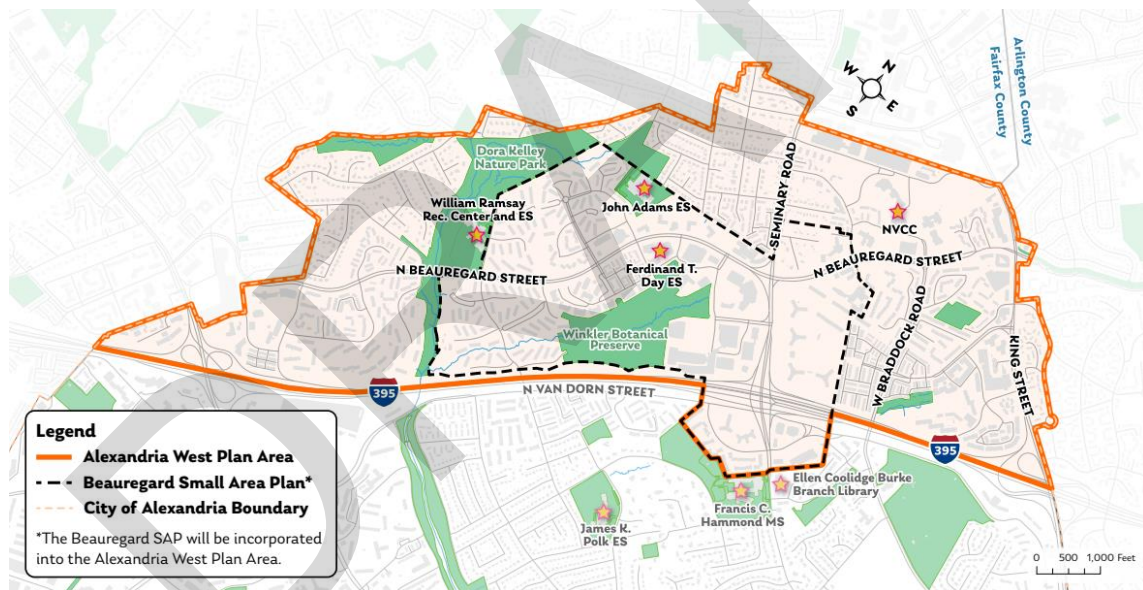 Arlington County
Fairfax County
N
W
E
S
Dora Kelley
Nature Park
SEMINARY ROAD
William Ramsay
Rec. Center and ES
John Adams ES
NVCC
N BEAUREGARD STREET
Ferdinand T.
Day ES
N BEAUREGARD STREET
W BRADDOCK ROAD
KING STREET
Winkler Botanical
Preserve
395
N VAN DORN STREET
395
Legend
Alexandria West Plan Area
Beauregard Small Area Plan*
City of Alexandria Boundary
*The Beauregard SAP will be incorporated
into the Alexandria West Plan Area.
James K.
Polk ES
Francis C.
Hammond MS
Ellen Coolidge Burke
Branch Library
0 500 1,000 Feet
DRAFT